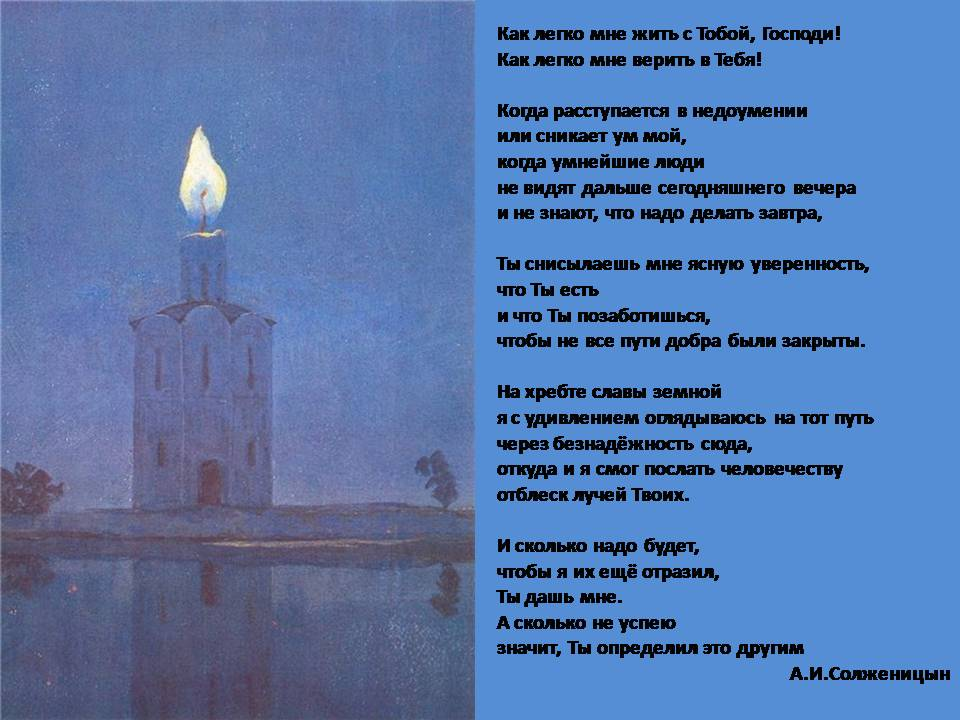 Как легко мне жить с Тобой, Господи!
Как легко мне верить в Тебя!
Когда расступается в недоумении
или сникает ум мой,
когда умнейшие люди
не видят дальше сегодняшнего вечера
и не знают, что надо делать завтра,
Ты снисылаешь мне ясную уверенность,
что Ты есть
и что Ты позаботишься,
чтобы не все пути добра были закрыты.
На хребте славы земной
я с удивлением оглядываюсь на тот путь
через безнадёжность сюда,
откуда и я смог послать человечеству
отблеск лучей Твоих.
И сколько надо будет,
чтобы я их ещё отразил,
Ты дашь мне.
А сколько не успею
значит, Ты определил это другим
А.И.Солженицын